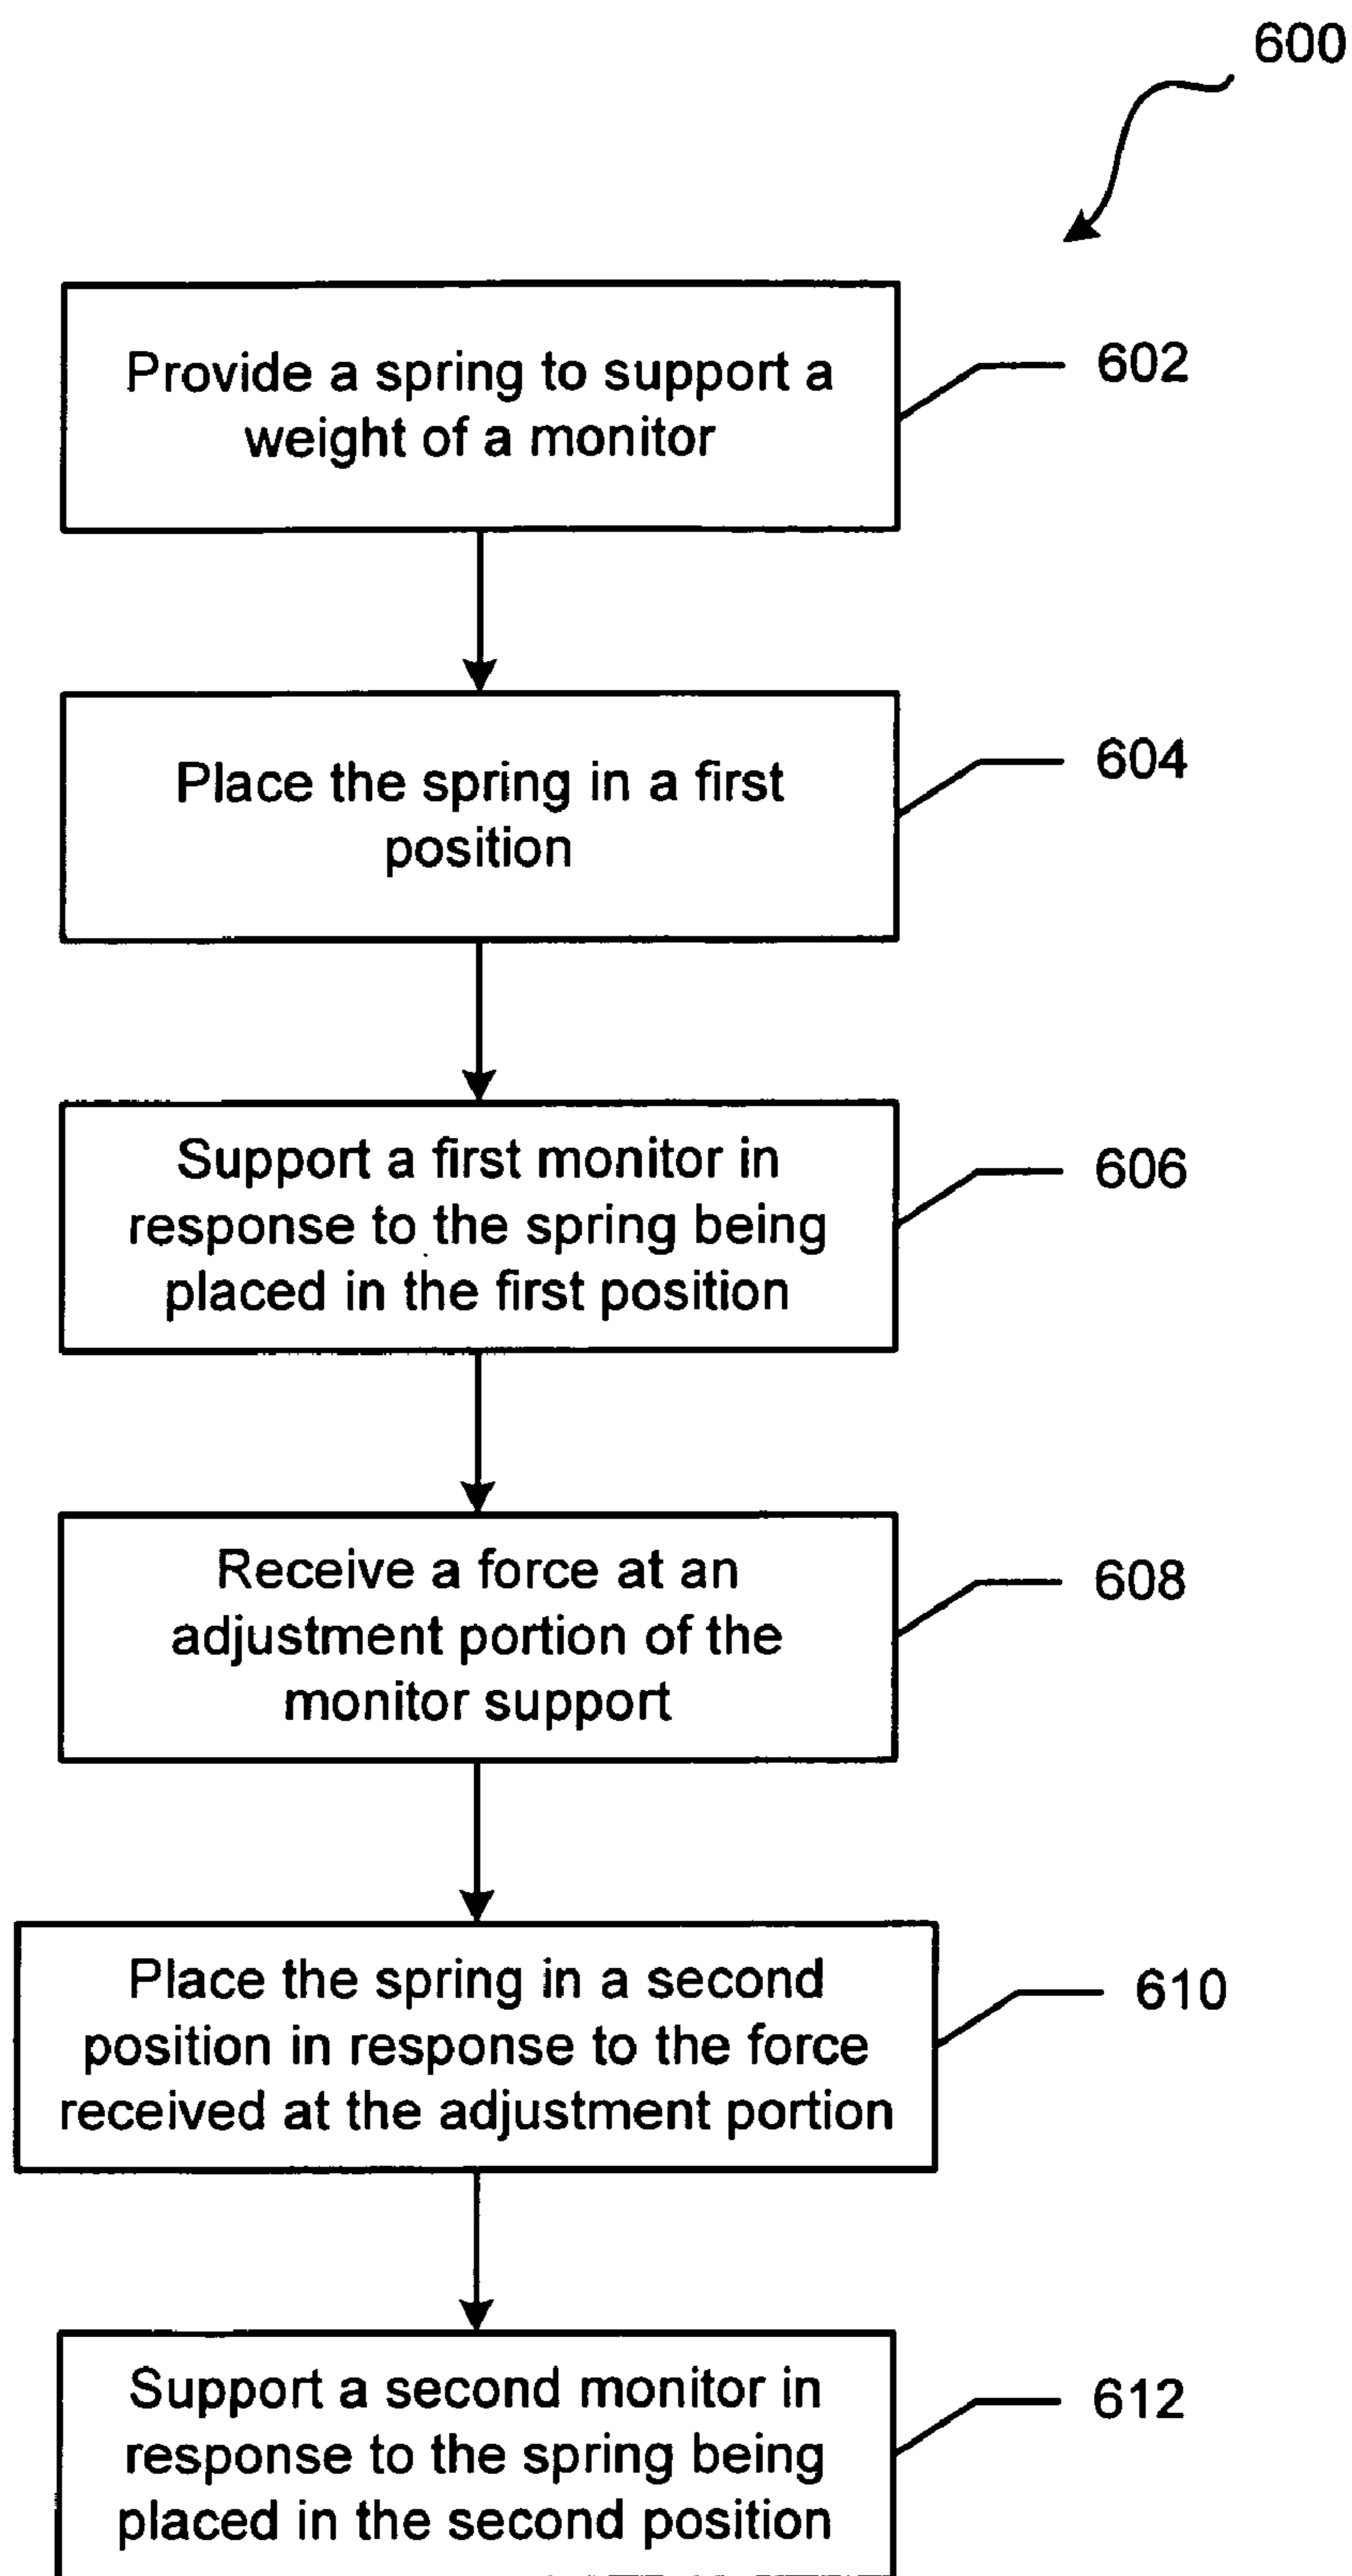 600
Provide a spring to support a
weight of a monitor
602
Place the spring in a first
position
604
Support a first monitor in
response to the spring being
placed in the first position
606
Receive a force at an
adjustment portion of the
monitor support
608
Place the spring in a second
position in response to the force
received at the adjustment portion
610
Support a second monitor in
response to the spring being
placed in the second position
612